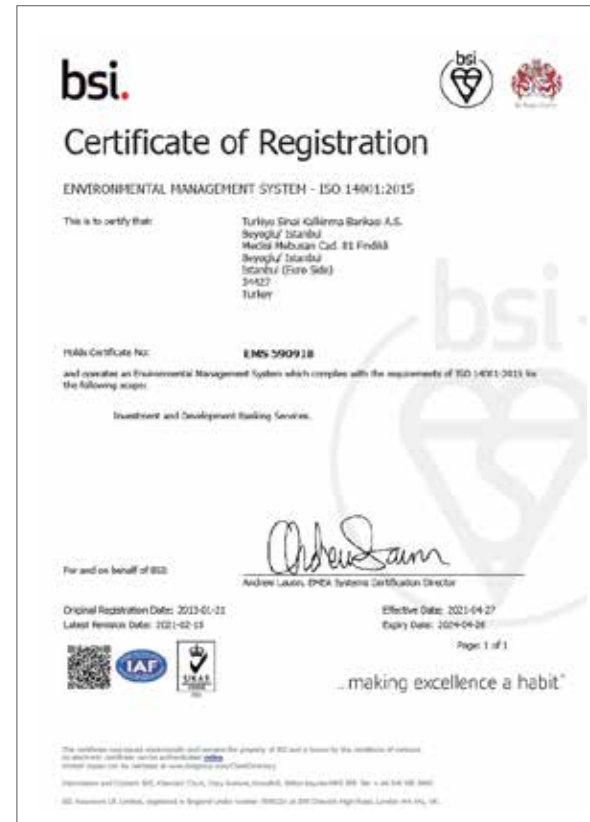 bsi.
bsi
Certificate of Registration
ENVIRONMENTAL MANAGEMENT SYSTEM - ISO 14001:2015
This is to certify that:
Turkiye Sinai Kalkinma Bankasi A.S.
Beyoglu/ Istanbul
Meclisi Mebusan Cad. 81 Findikli
Beyoglu/ Istanbul
Istanbul (Euro Side)
34427
Turkey
bsi
Holds Certificate No:
EMS 590918
and operates an Environmental Management System which complies with the requirements of ISO 14001:2015 for
the following scope:
Investment and Development Banking Services.
For and on behalf of BSI:
Andrew Launn, EMEA Systems Certification Director
Original Registration Date: 2013-01-21
Effective Date: 2021-04-27
Latest Revision Date: 2021-02-15
Expiry Date: 2024-04-26
Page: 1 of 1
IAF
UKAS
...making excellence a habit.